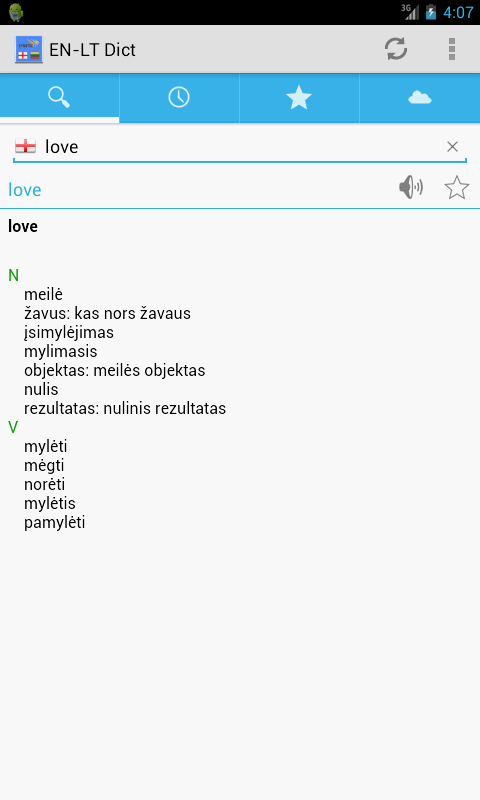 3G 4:07
EN-LT Dict
love
love
love
N
meilė
žavus: kas nors žavaus
įsimylėjimas
mylimasis
objektas: meilės objektas
nulis
rezultatas: nulinis rezultatas
V
mylėti
mėgti
norėti
mylėtis
pamylėti